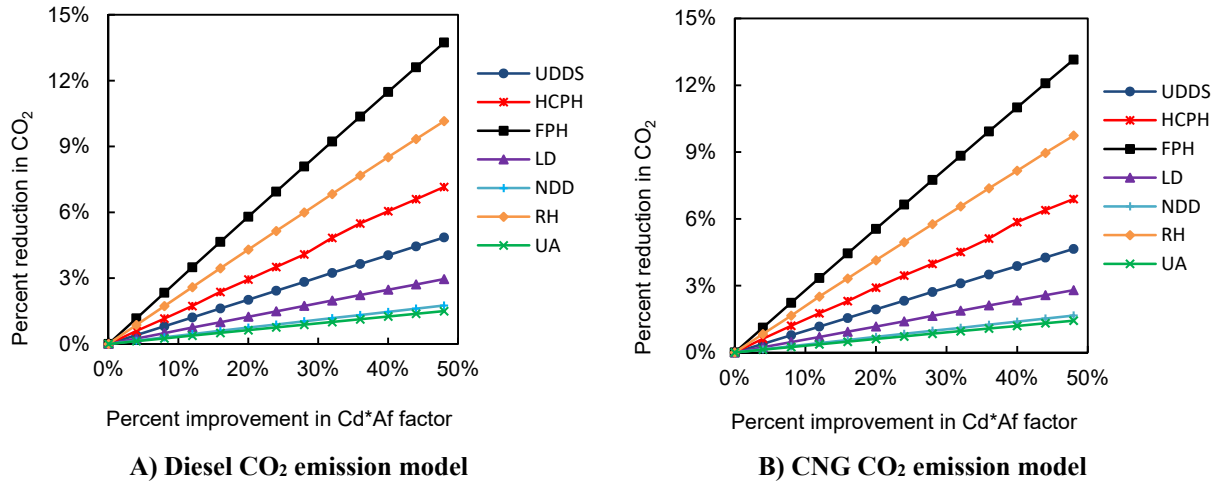 15%
12%
9%
6%
3%
0%
0%
10%
20%
30%
40%
50%
Percent reduction in CO₂
Percent improvement in Cd*Af factor
UDDS
HCPH
FPH
LD
NDD
RH
UA
A) Diesel CO₂ emission model
15%
12%
9%
6%
3%
0%
0%
10%
20%
30%
40%
50%
Percent reduction in CO₂
Percent improvement in Cd*Af factor
UDDS
HCPH
FPH
LD
NDD
RH
UA
B) CNG CO₂ emission model